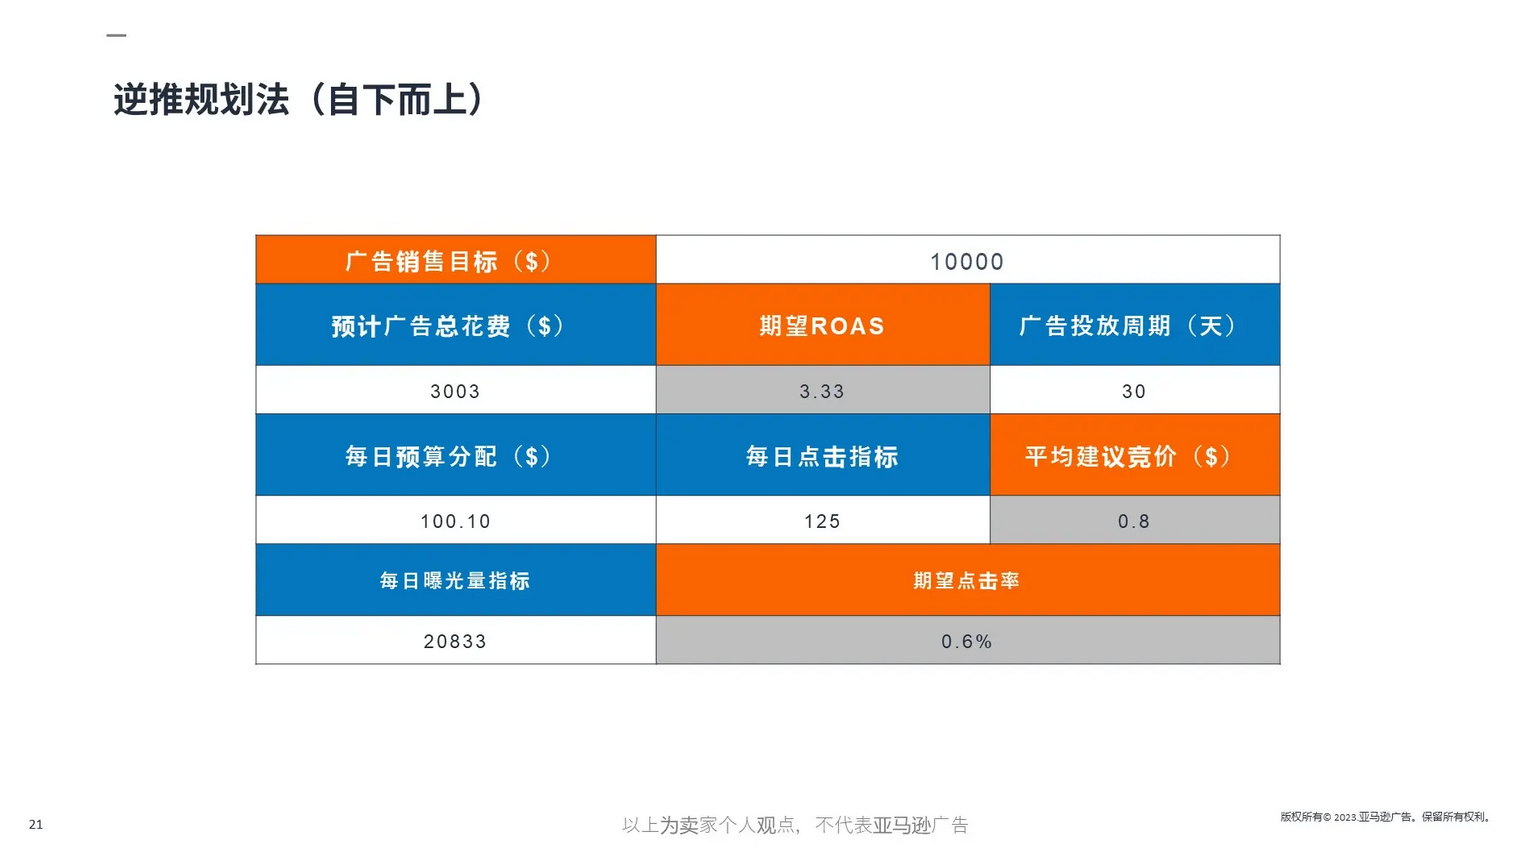 逆推规划法（自下而上）
广告销售目标（$） 10000
预计广告总花费（$） 期望ROAS 广告投放周期（天）
3003 3.33 30
每日预算分配（$） 每日点击指标 平均建议竞价（$）
100.10 125 0.8
每日曝光量指标 期望点击率
20833 0.6%
21
以上为卖家个人观点，不代表亚马逊广告
版权所有© 2023.亚马逊广告。保留所有权利。